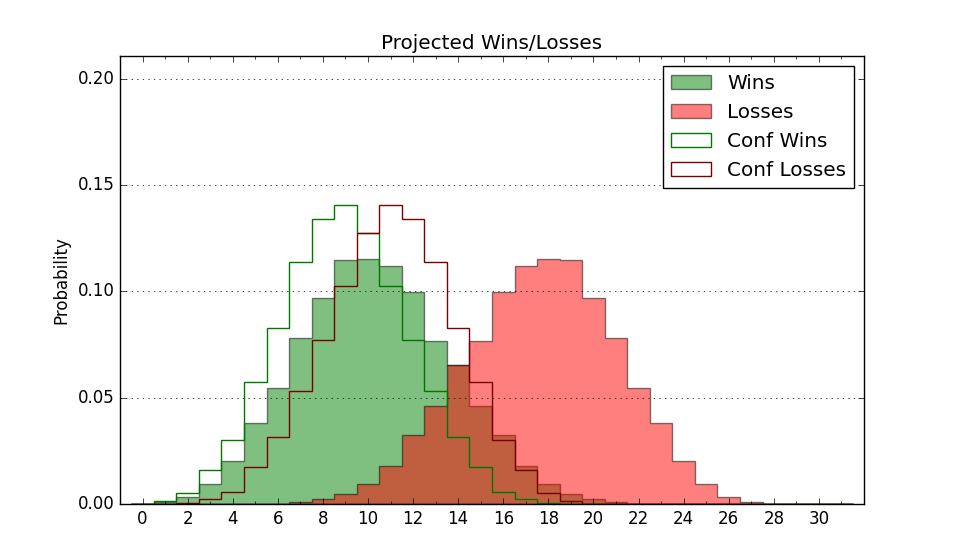 Projected Wins/Losses
0.20
0.15
0.10
0.05
0.00
Probability
Wins
Losses
Conf Wins
Conf Losses
0 2 4 6 8 10 12 14 16 18 20 22 24 26 28 30